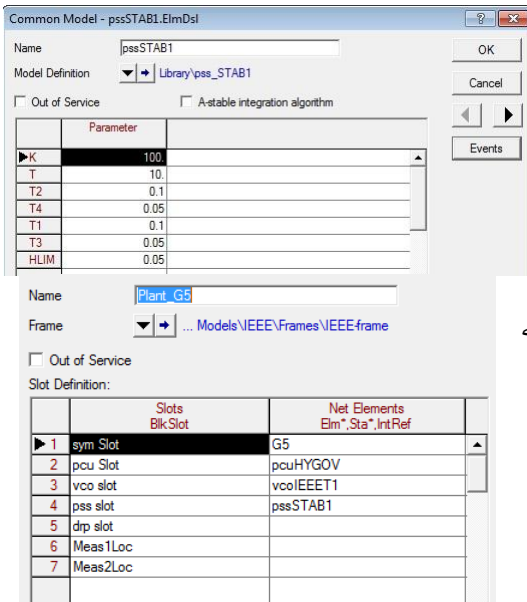 Common Model - pssSTAB1.ElmDsl
Name pssSTAB1 OK
Model Definition Library\pss_STAB1 Cancel
Out of Service A-stable integration algorithm
Events
Parameter
K 100.
T 10.
T2 0.1
T4 0.05
T1 0.1
T3 0.05
HLIM 0.05
Name Plant_G5
Frame ... Models\IEEE\Frames\IEEE-frame
Out of Service
Slot Definition:
Slots Net Elements
BlkSlot Elm*,Sta*,IntRef
1 sym Slot G5
2 pcu Slot pcuHYGOV
3 vco slot vcoIEEET1
4 pss slot pssSTAB1
5 drp slot
6 Meas1Loc
7 Meas2Loc